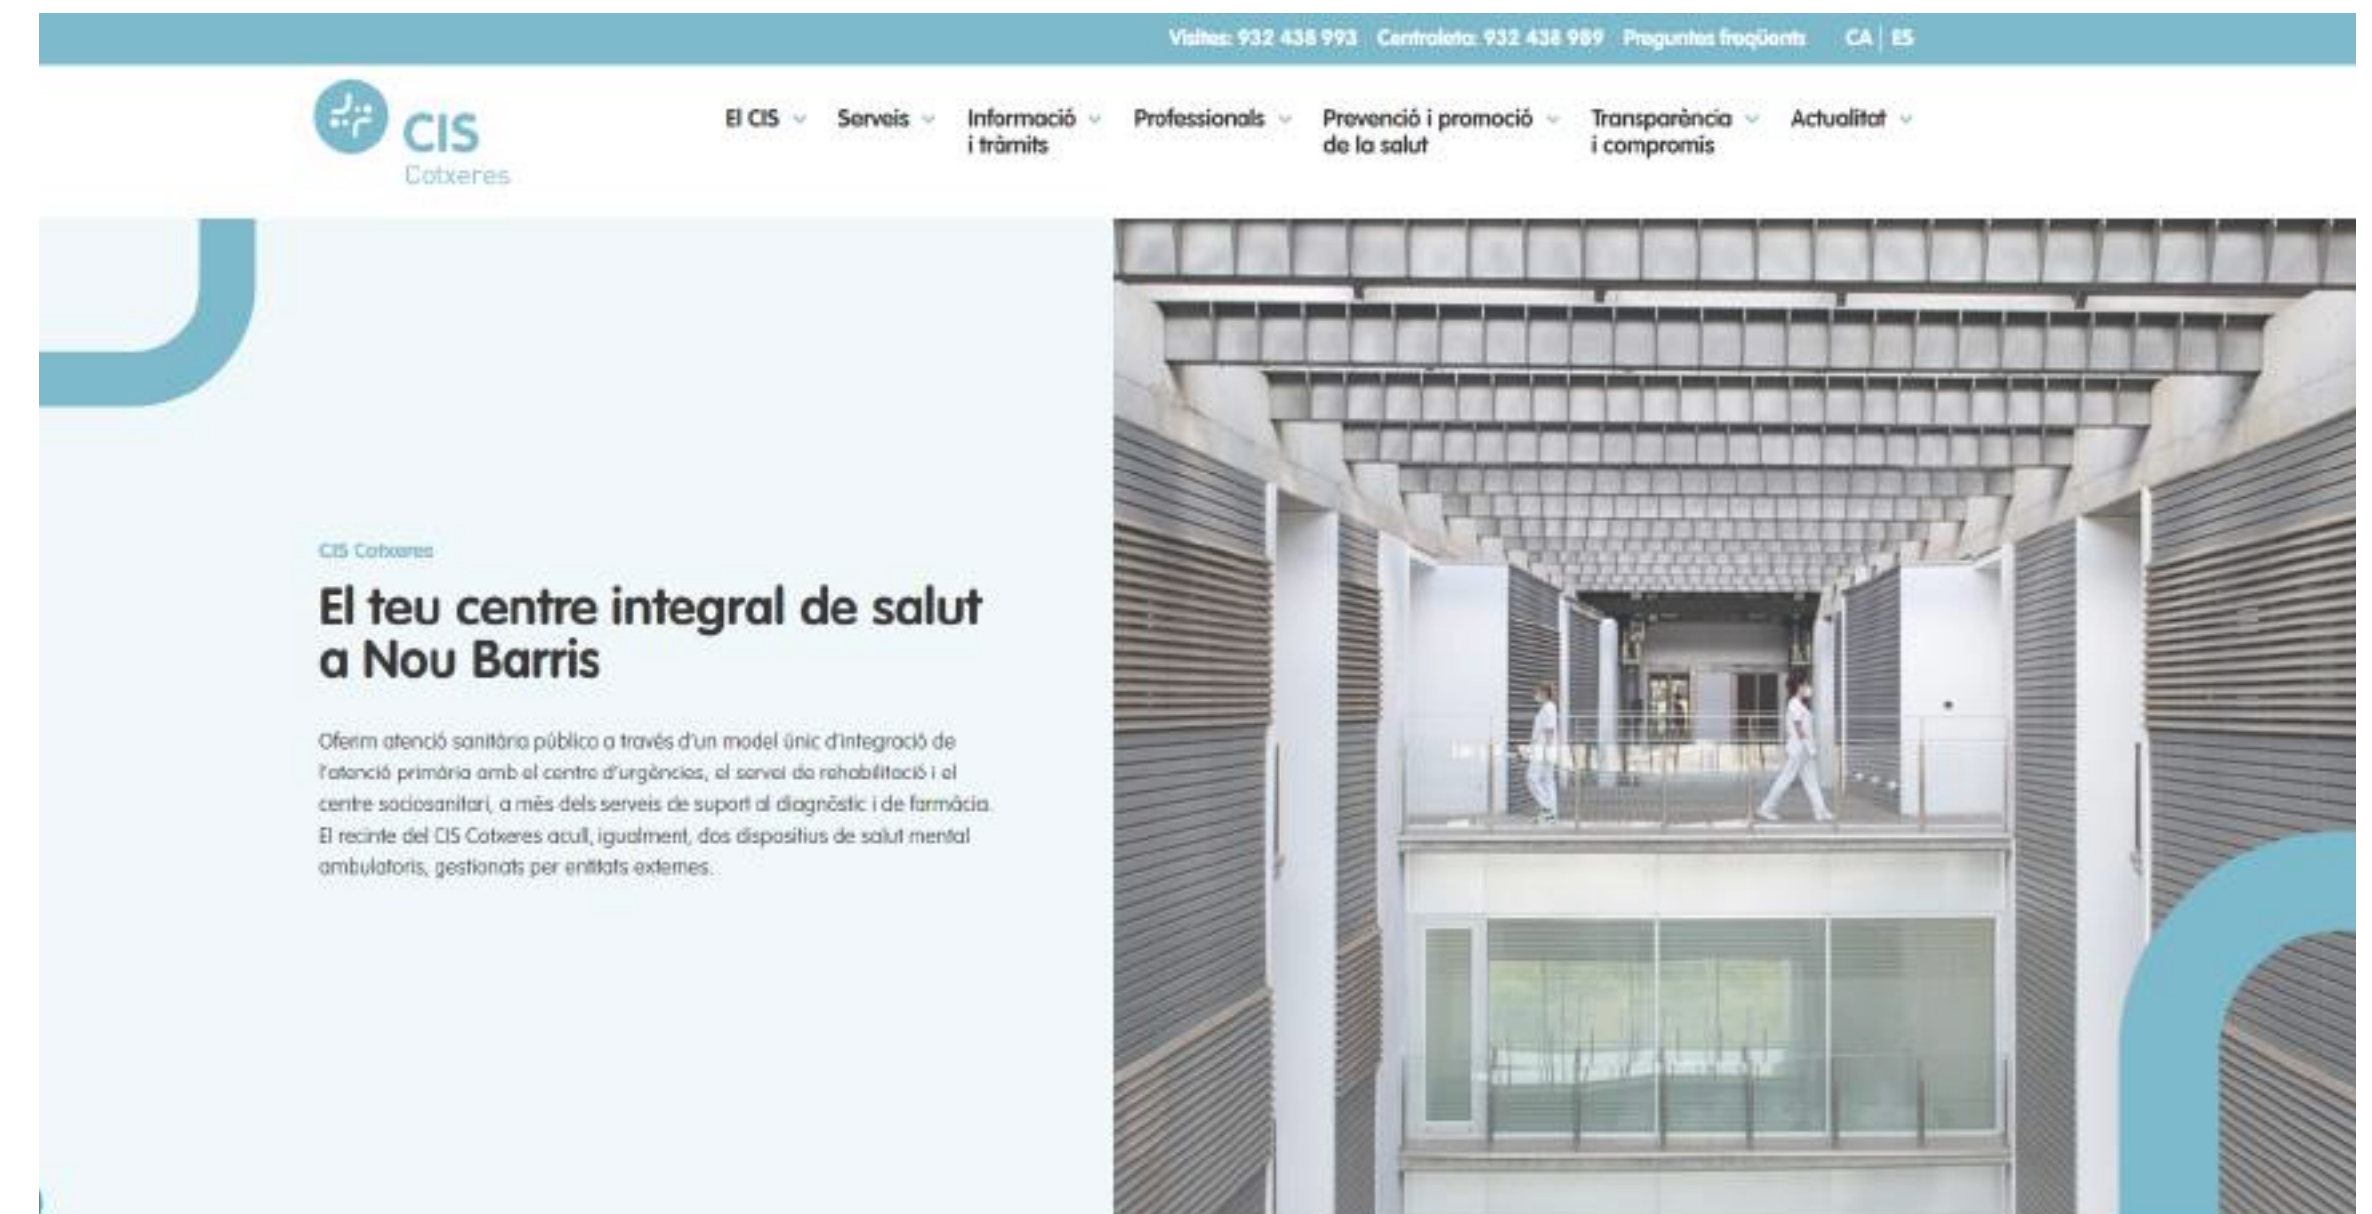 Visites: 932 438 993 Centraleta: 932 438 989 Preguntes freqüents CA | ES
CIS
Cotxeres
El CIS
Serveis
Informació
i tràmits
Professionals
Prevenció i promoció
de la salut
Transparència
i compromis
Actualitat
CIS Cotxeres
El teu centre integral de salut
a Nou Barris
Oferim atenció sanitària pública a través d'un model únic d'integració de
l'atenció primària amb el centre d'urgències, el servei de rehabilitació i el
centre sociosanitari, a més dels serveis de suport al diagnòstic i de farmàcia.
El recinte del CIS Cotxeres acull, igualment, dos dispositius de salut mental
ambulatoris, gestionats per entitats externes.